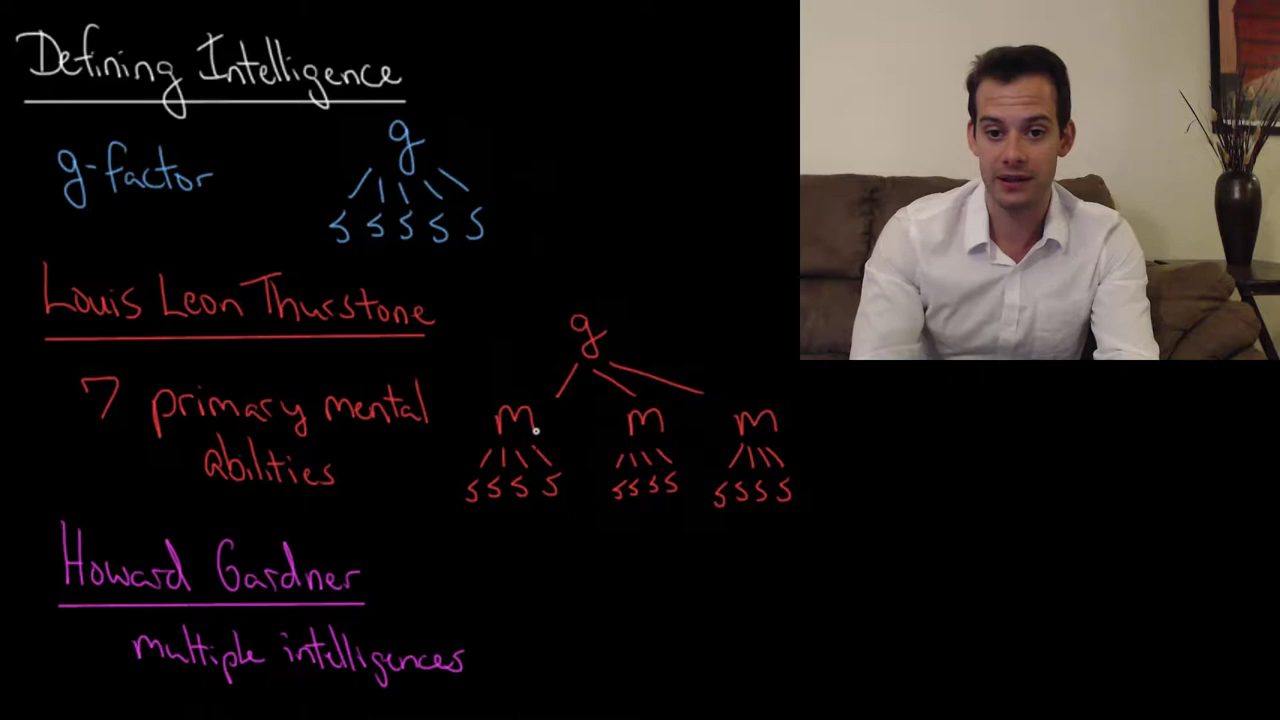 Defining Intelligence
g-factor
g
s s s s s
Louis Leon Thurstone
g
7 primary mental
abilities
m m m
s s s s s s s s s s s s
Howard Gardner
multiple intelligences